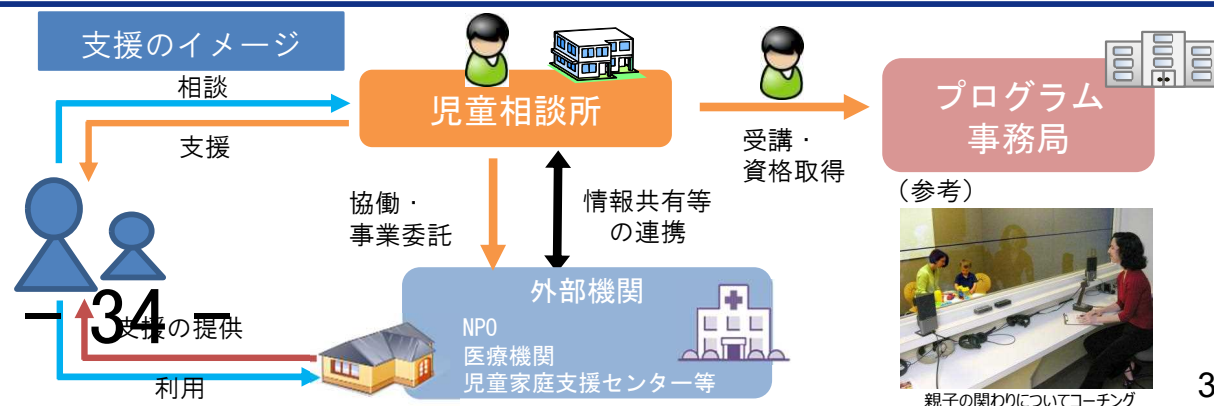 支援のイメージ
相談
支援
児童相談所
受講・
資格取得
プログラム
事務局
(参考)
協働・
事業委託
情報共有等
の連携
外部機関
NPO
医療機関
児童家庭支援センター等
- 34 -
支援の提供
利用
親子の関わりについてコーチング
3